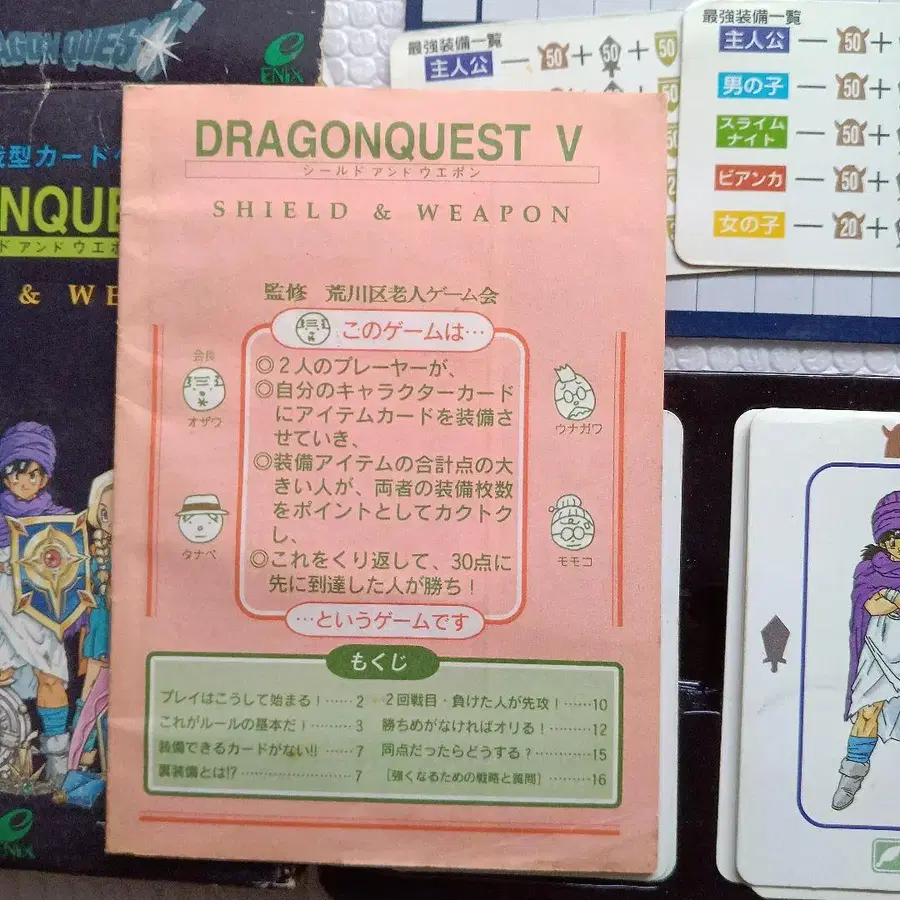 DRAGON QUEST
ENIX
型カードゲ
NQUE
ド アンド ウエポ
& WE
ENIX
最強装備一覧
主人公 — 50 + + 50
最強装備一覧
主人公 — 50 +
男の子 — 50 +
スライムナイト — 50 +
ビアンカ — 50 +
女の子 — 20 +
DRAGONQUEST V
シールド アンド ウエポン
SHIELD & WEAPON
監修 荒川区老人ゲーム会
このゲームは…
◎2人のプレーヤーが、
◎自分のキャラクターカード
にアイテムカードを装備さ
せていき、
◎装備アイテムの合計点の大
きい人が、両者の装備枚数
をポイントとしてカクトク
し、
◎これをくり返して、30点に
先に到達した人が勝ち!
…というゲームです
会長
オザワ
ウナガワ
タナベ
モモコ
もくじ
プレイはこうして始まる!……2
これがルールの基本だ!……3
装備できるカードがない!!……7
裏装備とは!?……7
2回戦目・負けた人が先攻!……10
勝ちめがなければオリる!……12
同点だったらどうする?……15
[強くなるための戦略と質問]……16